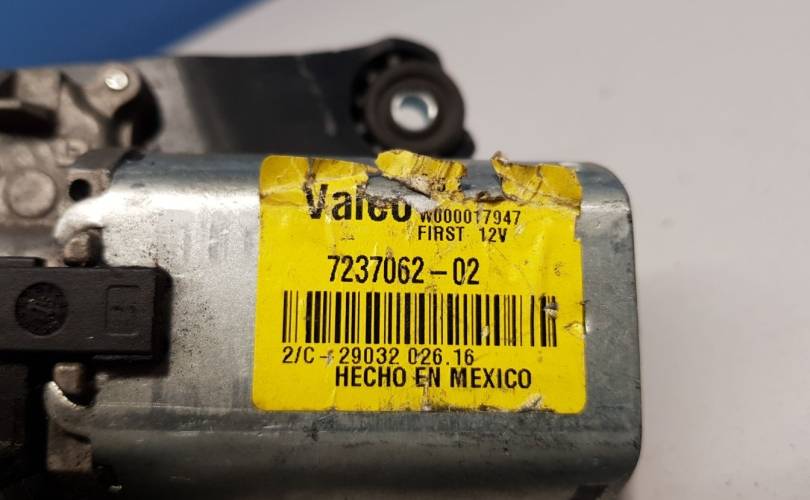 Valeo W000017947
FIRST 12V
7237062-02
2/C - 29032 026.16
HECHO EN MEXICO